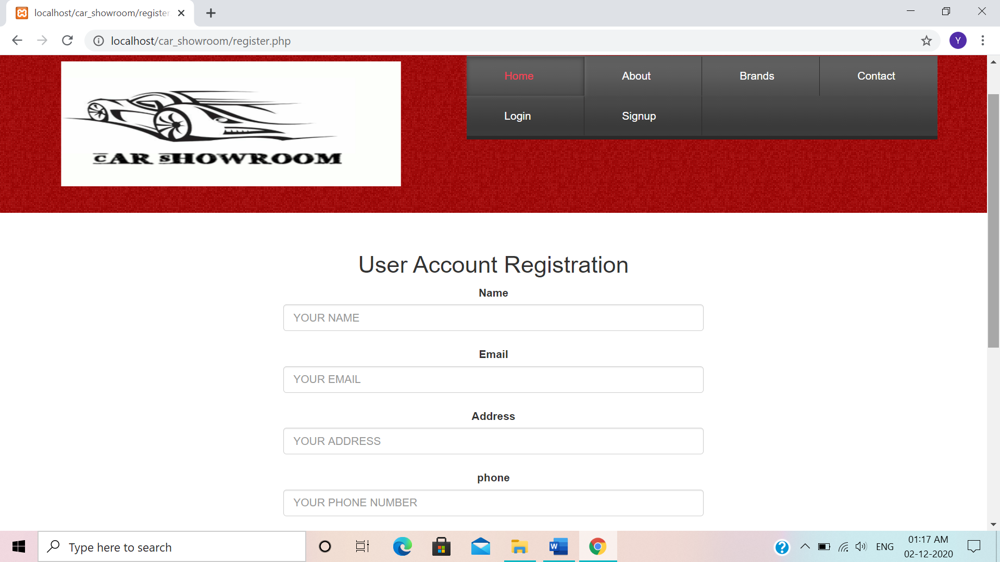 localhost/car_showroom/register
localhost/car_showroom/register.php
Y
Home
About
Brands
Contact
Login
Signup
CAR SHOWROOM
User Account Registration
Name
YOUR NAME
Email
YOUR EMAIL
Address
YOUR ADDRESS
phone
YOUR PHONE NUMBER
Type here to search
W
?
ENG
01:17 AM
02-12-2020